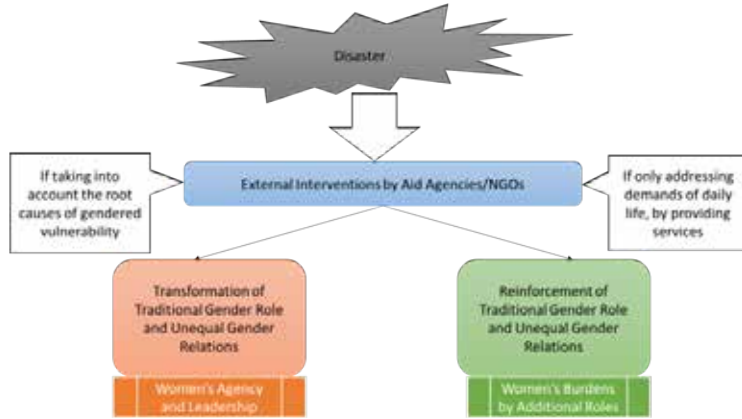 Disaster
If taking into
account the root
causes of gendered
vulnerability
External Interventions by Aid Agencies/NGOs
If only addressing
demands of daily
life, by providing
services
Transformation of
Traditional Gender Role
and Unequal Gender
Relations
Reinforcement of
Traditional Gender Role
and Unequal Gender
Relations
Women's Agency
and Leadership
Women's Burdens
by Additional Roles